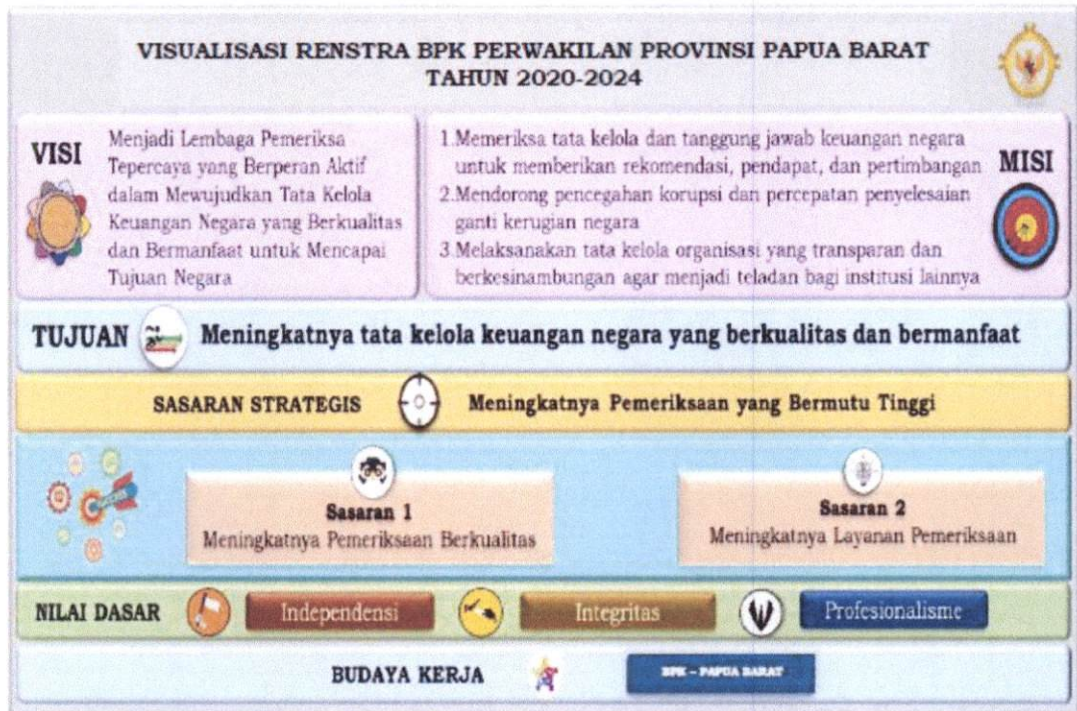 VISUALISASI RENSTRA BPK PERWAKILAN PROVINSI PAPUA BARAT
TAHUN 2020-2024
VISI
Menjadi Lembaga Pemeriksa
Tepercaya yang Berperan Aktif
dalam Mewujudkan Tata Kelola
Keuangan Negara yang Berkualitas
dan Bermanfaat untuk Mencapai
Tujuan Negara
MISI
1.Memeriksa tata kelola dan tanggung jawab keuangan negara
untuk memberikan rekomendasi, pendapat, dan pertimbangan
2.Mendorong pencegahan korupsi dan percepatan penyelesaian
ganti kerugian negara
3.Melaksanakan tata kelola organisasi yang transparan dan
berkesinambungan agar menjadi teladan bagi institusi lainnya
TUJUAN Meningkatnya tata kelola keuangan negara yang berkualitas dan bermanfaat
SASARAN STRATEGIS Meningkatnya Pemeriksaan yang Bermutu Tinggi
Sasaran 1
Meningkatnya Pemeriksaan Berkualitas
Sasaran 2
Meningkatnya Layanan Pemeriksaan
NILAI DASAR Independensi Integritas Profesionalisme
BUDAYA KERJA BPK – PAPUA BARAT